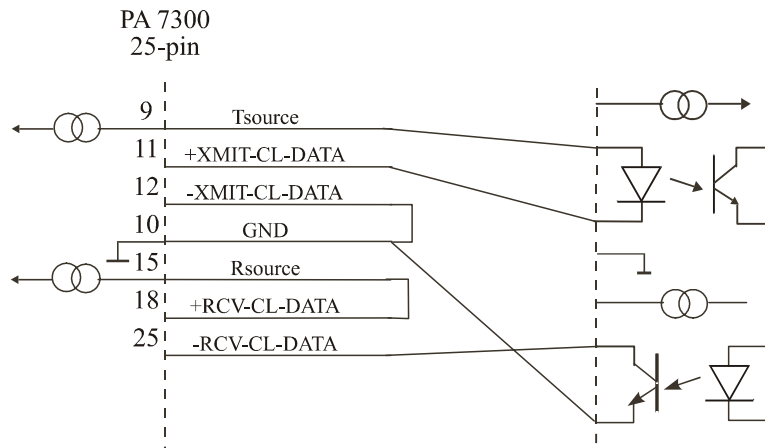 PA 7300
25-pin
9 Tsource
11 +XMIT-CL-DATA
12 -XMIT-CL-DATA
10 GND
15 Rsource
18 +RCV-CL-DATA
25 -RCV-CL-DATA